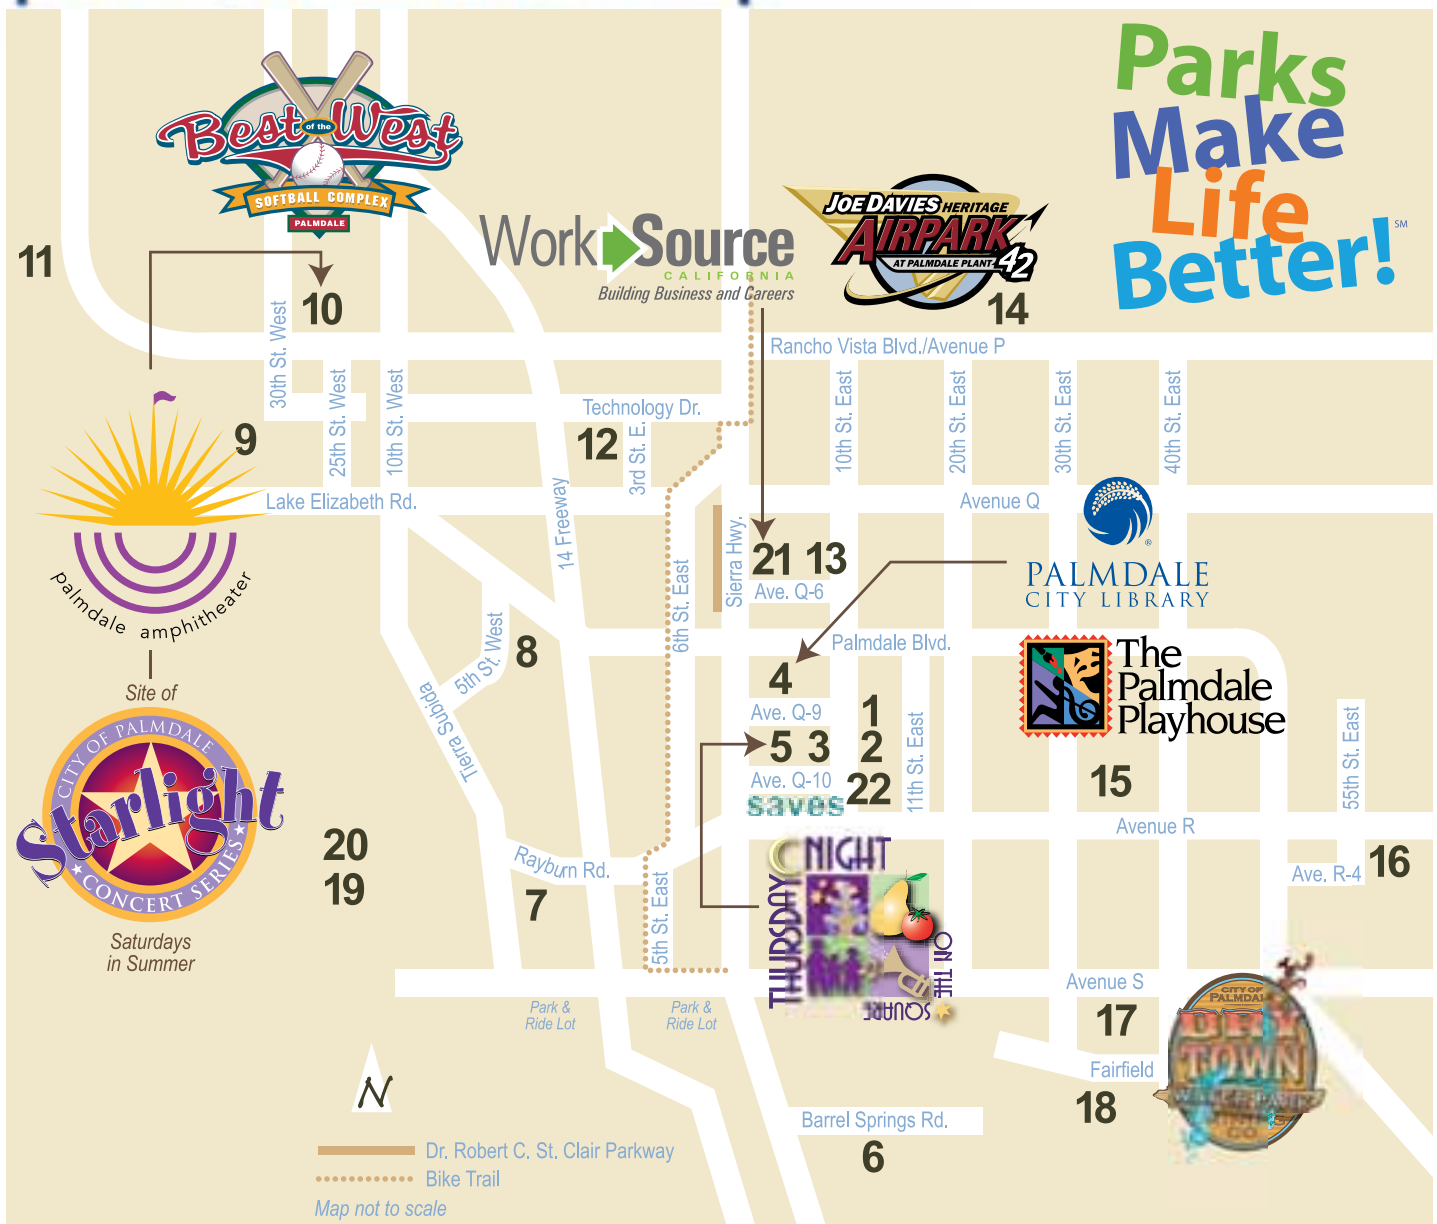 Parks
Make
Life
Better!
SM
Best of the West
SOFTBALL COMPLEX
PALMDALE
WorkSource
CALIFORNIA
Building Business and Careers
JOE DAVIES HERITAGE
AIRPARK
AT PALMDALE PLANT 42
11
10
14
30th St. West
Rancho Vista Blvd./Avenue P
25th St. West
10th St. West
Technology Dr.
10th St. East
20th St. East
30th St. East
40th St. East
9
12
3rd St. E.
Lake Elizabeth Rd.
14 Freeway
Avenue Q
Sierra Hwy.
21 13
Ave. Q-6
PALMDALE
CITY LIBRARY
®
palmdale amphitheater
6th St. East
5th St. West
8
Palmdale Blvd.
4
The
Palmdale
Playhouse
Site of
Tierra Subida
Ave. Q-9
1
5 3 2
11th St. East
55th St. East
Ave. Q-10
22
15
saves
CITY OF PALMDALE
Starlight
CONCERT SERIES
Avenue R
20
19
Rayburn Rd.
7
5th St. East
Ave. R-4
16
THURSDAY
NIGHT
ON THE
SQUARE
Saturdays
in Summer
Avenue S
Park &
Ride Lot
Park &
Ride Lot
17
CITY OF
PALMDALE
DRY
TOWN
WATER PARK
Fairfield
18
N
Barrel Springs Rd.
6
Dr. Robert C. St. Clair Parkway
Bike Trail
Map not to scale